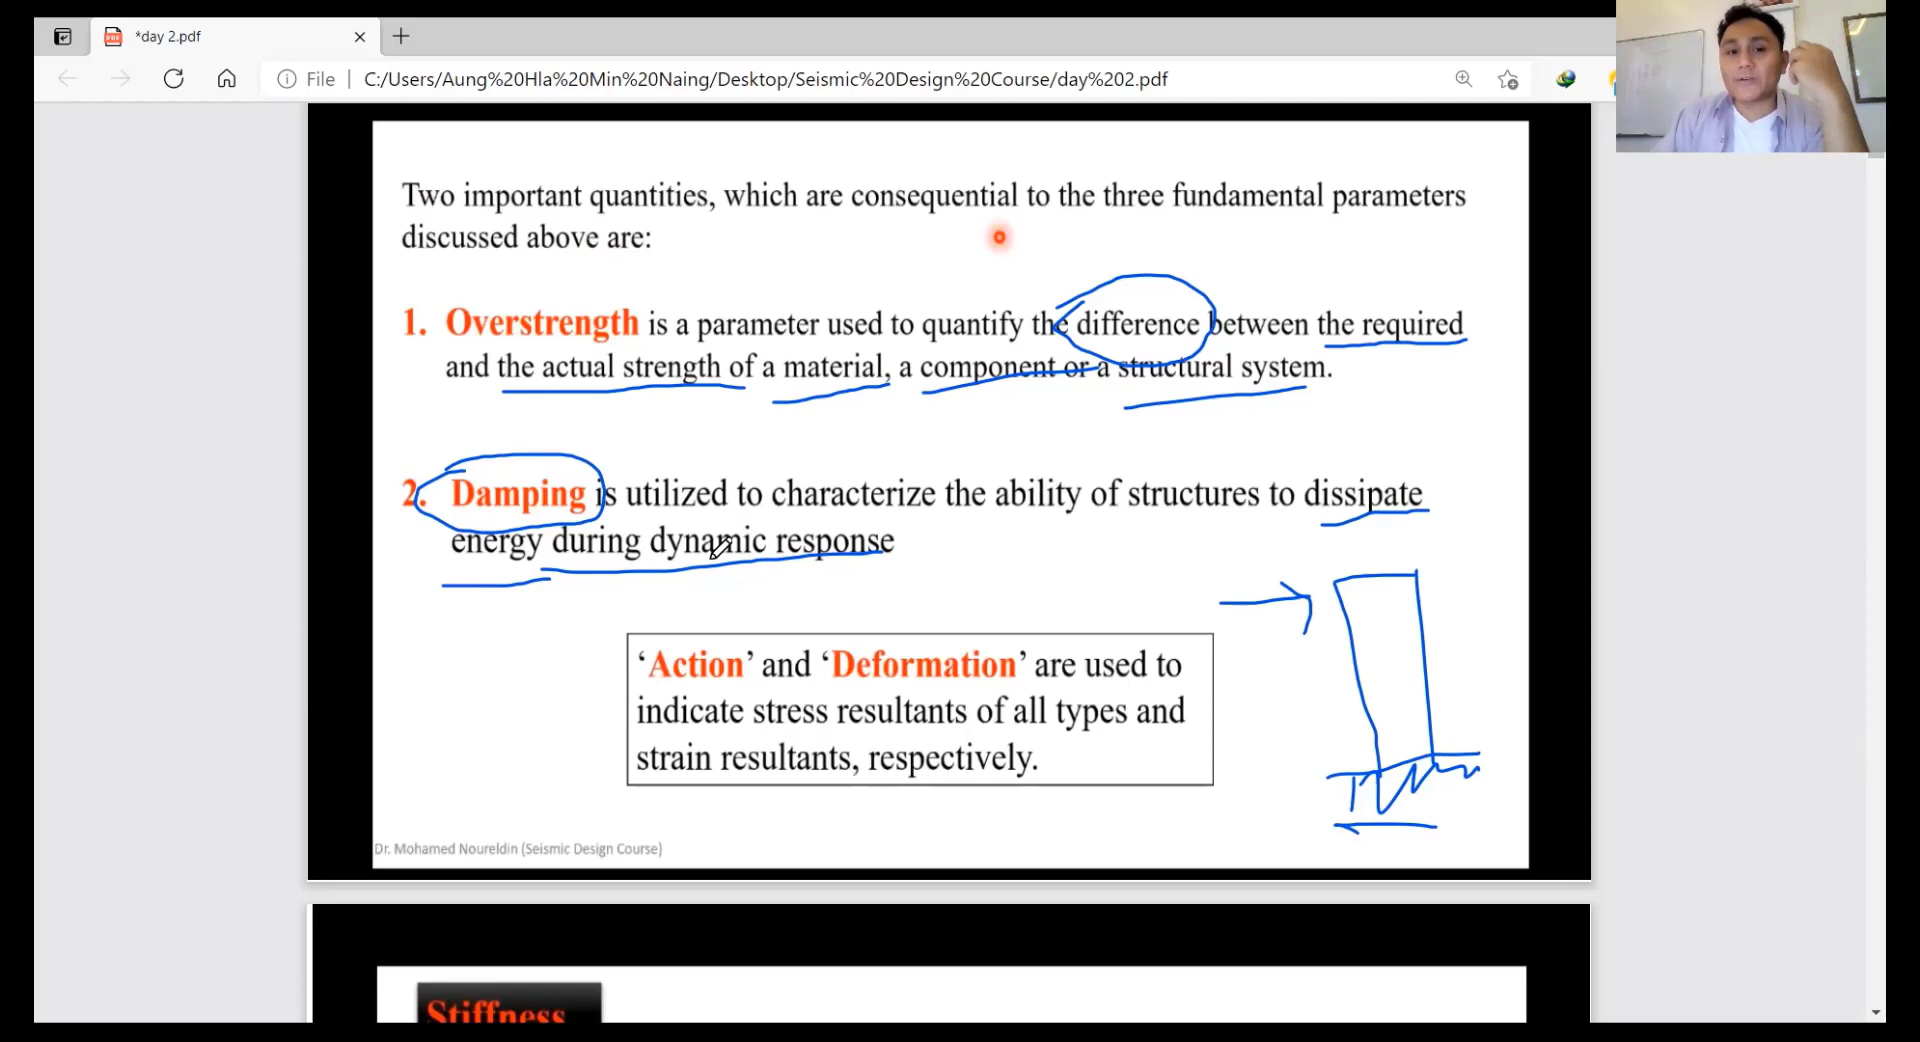 *day 2.pdf
File | C:/Users/Aung%20Hla%20Min%20Naing/Desktop/Seismic%20Design%20Course/day%202.pdf
Two important quantities, which are consequential to the three fundamental parameters
discussed above are:
1. Overstrength is a parameter used to quantify the difference between the required
and the actual strength of a material, a component or a structural system.
2. Damping is utilized to characterize the ability of structures to dissipate
energy during dynamic response
‘Action’ and ‘Deformation’ are used to
indicate stress resultants of all types and
strain resultants, respectively.
Dr. Mohamed Noureldin (Seismic Design Course)
Stiffness